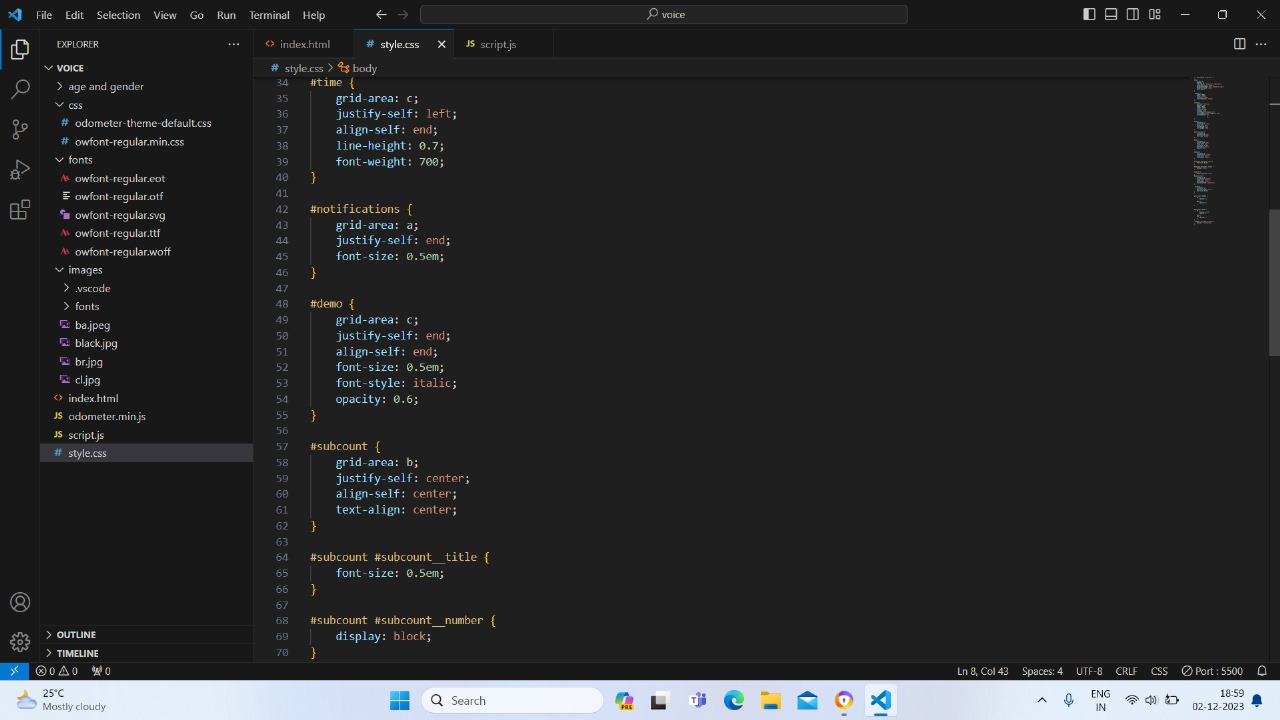 File Edit Selection View Go Run Terminal Help
voice
EXPLORER
VOICE
age and gender
css
# odometer-theme-default.css
# owfont-regular.min.css
fonts
owfont-regular.eot
owfont-regular.otf
owfont-regular.svg
owfont-regular.ttf
owfont-regular.woff
images
.vscode
fonts
ba.jpeg
black.jpg
br.jpg
cl.jpg
<> index.html
JS odometer.min.js
JS script.js
# style.css
OUTLINE
TIMELINE
<> index.html
# style.css
JS script.js
# style.css > body
34 #time {
35 grid-area: c;
36 justify-self: left;
37 align-self: end;
38 line-height: 0.7;
39 font-weight: 700;
40 }
41
42 #notifications {
43 grid-area: a;
44 justify-self: end;
45 font-size: 0.5em;
46 }
47
48 #demo {
49 grid-area: c;
50 justify-self: end;
51 align-self: end;
52 font-size: 0.5em;
53 font-style: italic;
54 opacity: 0.6;
55 }
56
57 #subcount {
58 grid-area: b;
59 justify-self: center;
60 align-self: center;
61 text-align: center;
62 }
63
64 #subcount #subcount__title {
65 font-size: 0.5em;
66 }
67
68 #subcount #subcount__number {
69 display: block;
70 }
0 0 0
Ln 8, Col 43 Spaces: 4 UTF-8 CRLF CSS Port : 5500
25°C
Mostly cloudy
Search
PRE
ENG
IN
18:59
02-12-2023